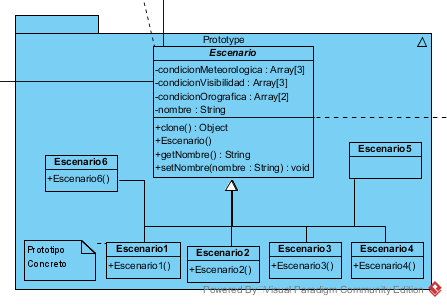 Prototype
Escenario
-condicionMeteorologica : Array[3]
-condicionVisibilidad : Array[3]
-condicionOrografica : Array[2]
-nombre : String
+clone() : Object
+Escenario()
+getNombre() : String
+setNombre(nombre : String) : void
Escenario6
+Escenario6()
Escenario5
Prototipo
Concreto
Escenario1
+Escenario1()
Escenario2
+Escenario2()
Escenario3
+Escenario3()
Escenario4
+Escenario4()
Powered By Visual Paradigm Community Edition